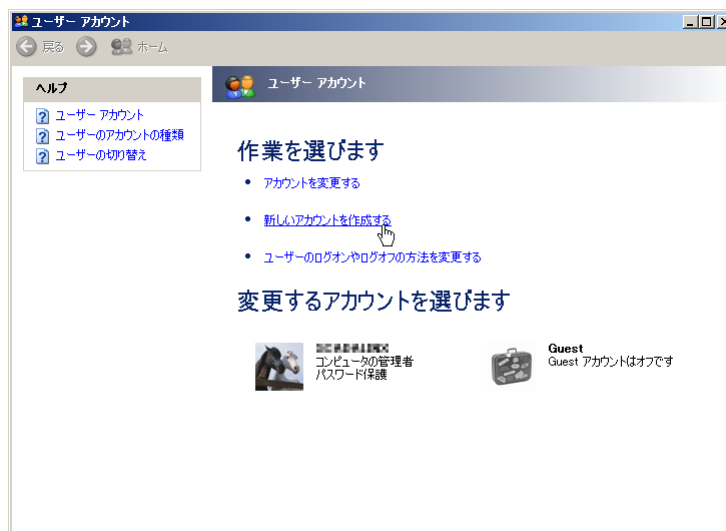 ユーザー アカウント
戻る
ホーム
ヘルプ
ユーザー アカウント
ユーザーのアカウントの種類
ユーザーの切り替え
ユーザー アカウント
作業を選びます
アカウントを変更する
新しいアカウントを作成する
ユーザーのログオンやログオフの方法を変更する
変更するアカウントを選びます
コンピュータの管理者
パスワード保護
Guest
Guest アカウントはオフです